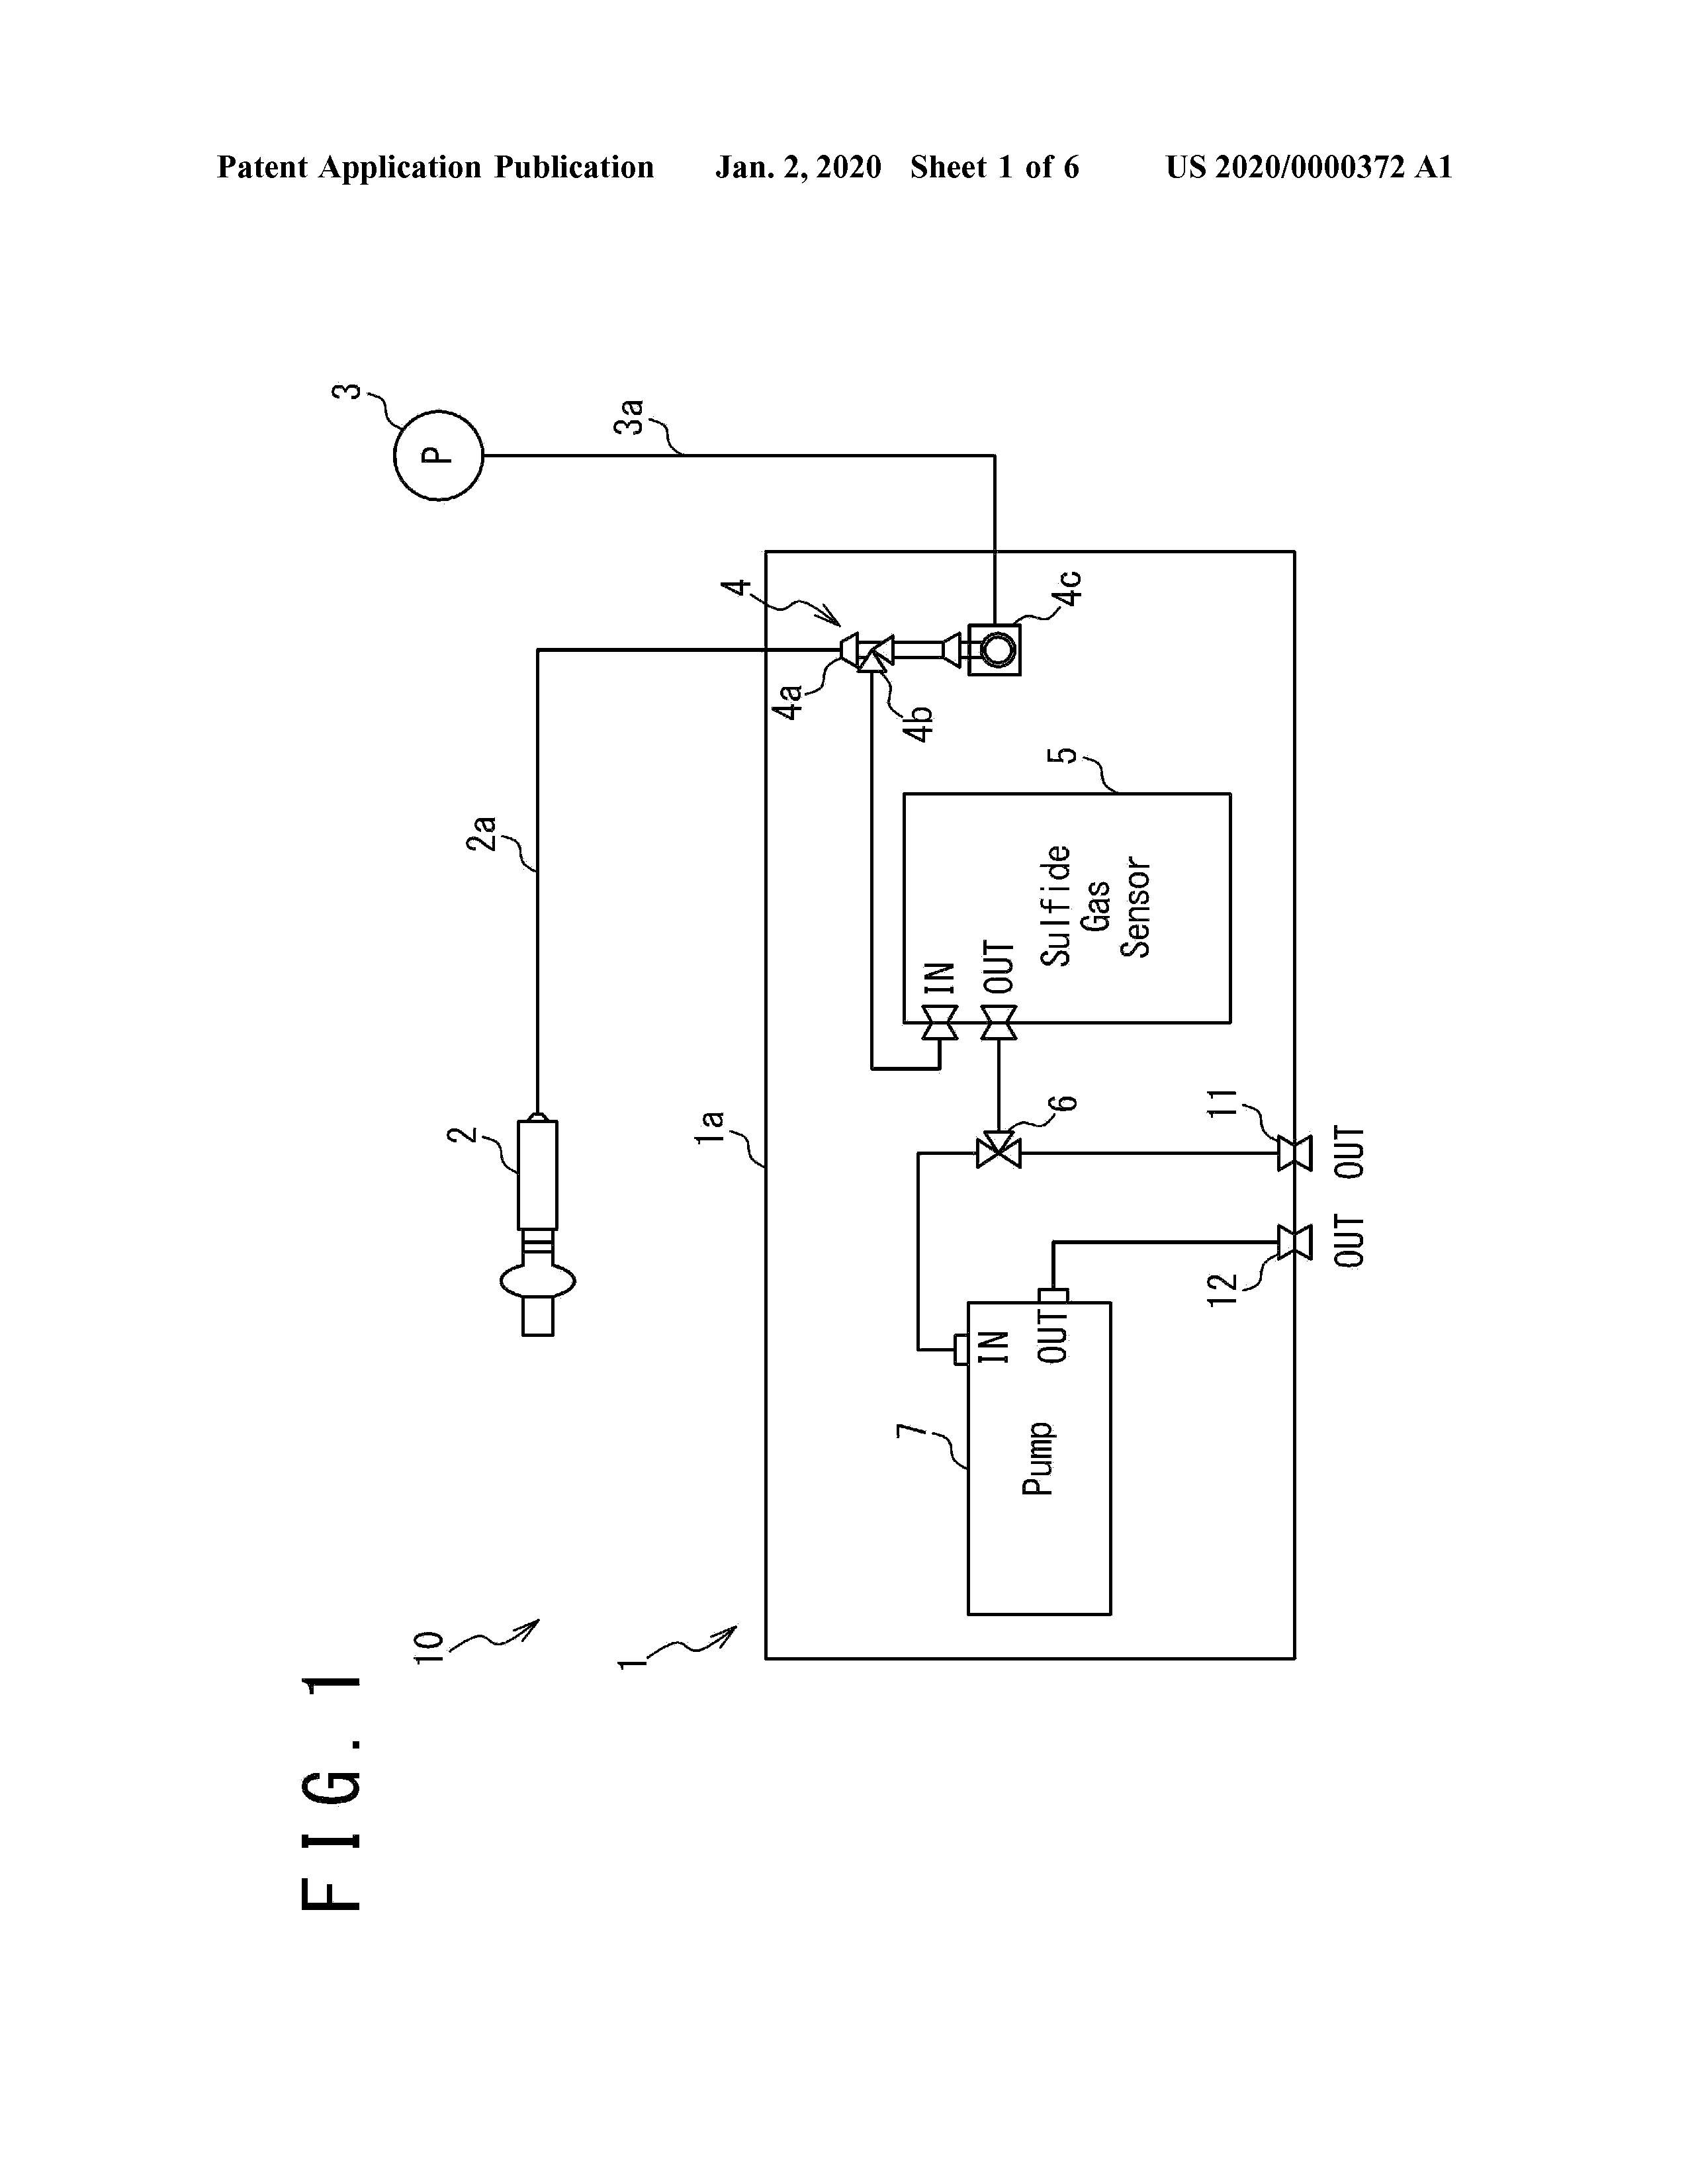 Patent Application Publication Jan. 2, 2020 Sheet 1 of 6 US 2020/0000372 A1
FIG. 1
10
2
2a
3
P
3a
1
1a
4
4a
4b
4c
5
IN
OUT
Sulfide
Gas
Sensor
6
7
IN
OUT
Pump
12
11
OUT
OUT